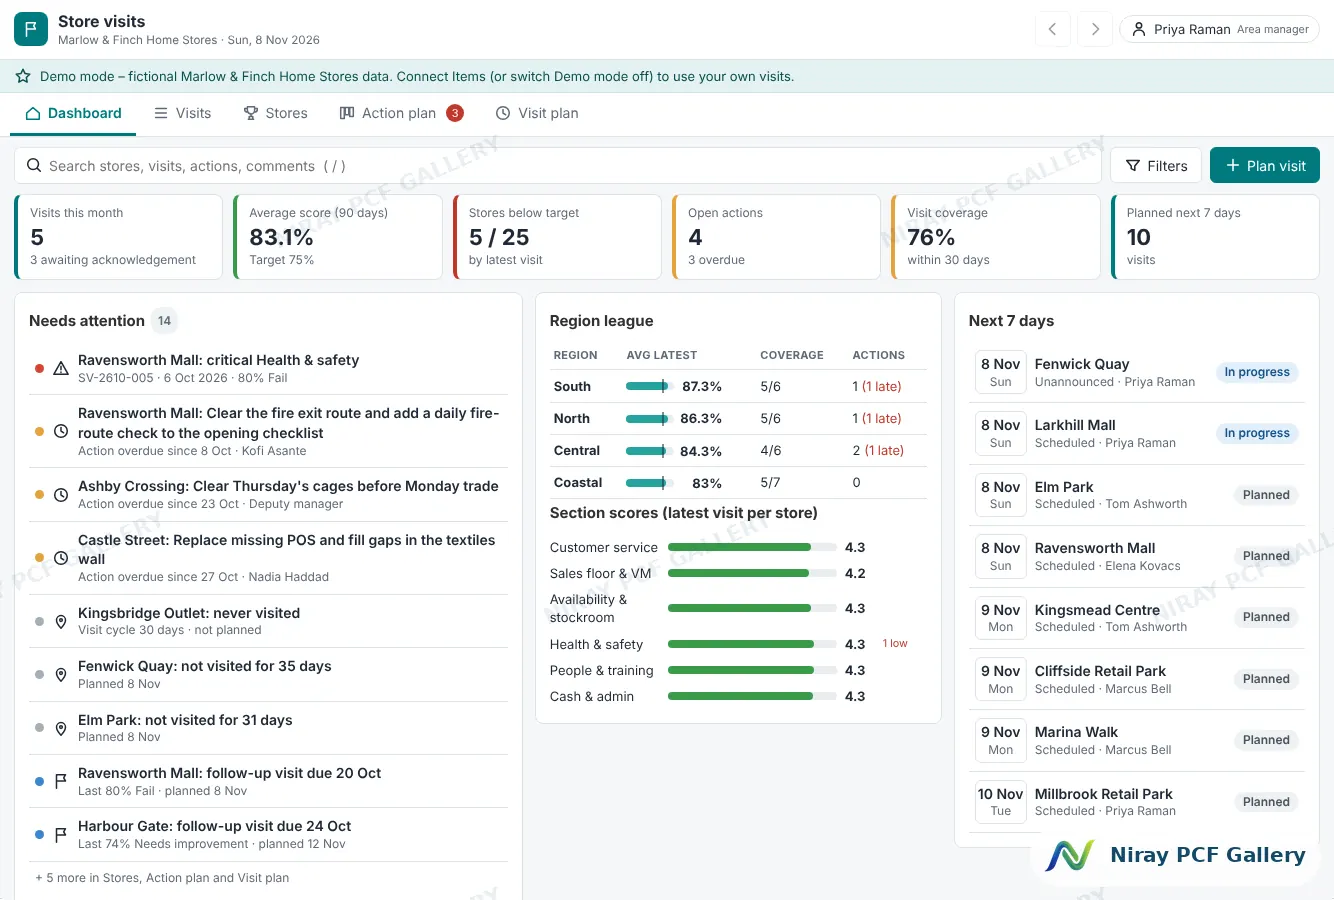 Store visits
Marlow & Finch Home Stores · Sun, 8 Nov 2026
Priya Raman Area manager
Demo mode – fictional Marlow & Finch Home Stores data. Connect Items (or switch Demo mode off) to use your own visits.
Dashboard
Visits
Stores
Action plan 3
Visit plan
Search stores, visits, actions, comments ( / )
Filters
Plan visit
Visits this month
5
3 awaiting acknowledgement
Average score (90 days)
83.1%
Target 75%
Stores below target
5 / 25
by latest visit
Open actions
4
3 overdue
Visit coverage
76%
within 30 days
Planned next 7 days
10
visits
Needs attention 14
Ravensworth Mall: critical Health & safety
SV-2610-005 · 6 Oct 2026 · 80% Fail
Ravensworth Mall: Clear the fire exit route and add a daily fire-
route check to the opening checklist
Action overdue since 8 Oct · Kofi Asante
Ashby Crossing: Clear Thursday's cages before Monday trade
Action overdue since 23 Oct · Deputy manager
Castle Street: Replace missing POS and fill gaps in the textiles
wall
Action overdue since 27 Oct · Nadia Haddad
Kingsbridge Outlet: never visited
Visit cycle 30 days · not planned
Fenwick Quay: not visited for 35 days
Planned 8 Nov
Elm Park: not visited for 31 days
Planned 8 Nov
Ravensworth Mall: follow-up visit due 20 Oct
Last 80% Fail · planned 8 Nov
Harbour Gate: follow-up visit due 24 Oct
Last 74% Needs improvement · planned 12 Nov
+ 5 more in Stores, Action plan and Visit plan
Region league
REGION AVG LATEST COVERAGE ACTIONS
South 87.3% 5/6 1 (1 late)
North 86.3% 5/6 1 (1 late)
Central 84.3% 4/6 2 (1 late)
Coastal 83% 5/7 0
Section scores (latest visit per store)
Customer service 4.3
Sales floor & VM 4.2
Availability &
stockroom 4.3
Health & safety 4.3 1 low
People & training 4.3
Cash & admin 4.3
Next 7 days
8 Nov Sun
Fenwick Quay
Unannounced · Priya Raman
In progress
8 Nov Sun
Larkhill Mall
Scheduled · Priya Raman
In progress
8 Nov Sun
Elm Park
Scheduled · Tom Ashworth
Planned
8 Nov Sun
Ravensworth Mall
Scheduled · Elena Kovacs
Planned
9 Nov Mon
Kingsmead Centre
Scheduled · Tom Ashworth
Planned
9 Nov Mon
Cliffside Retail Park
Scheduled · Marcus Bell
Planned
9 Nov Mon
Marina Walk
Scheduled · Marcus Bell
Planned
10 Nov Tue
Millbrook Retail Park
Scheduled · Priya Raman
Planned
Niray PCF Gallery
NIRAY PCF GALLERY